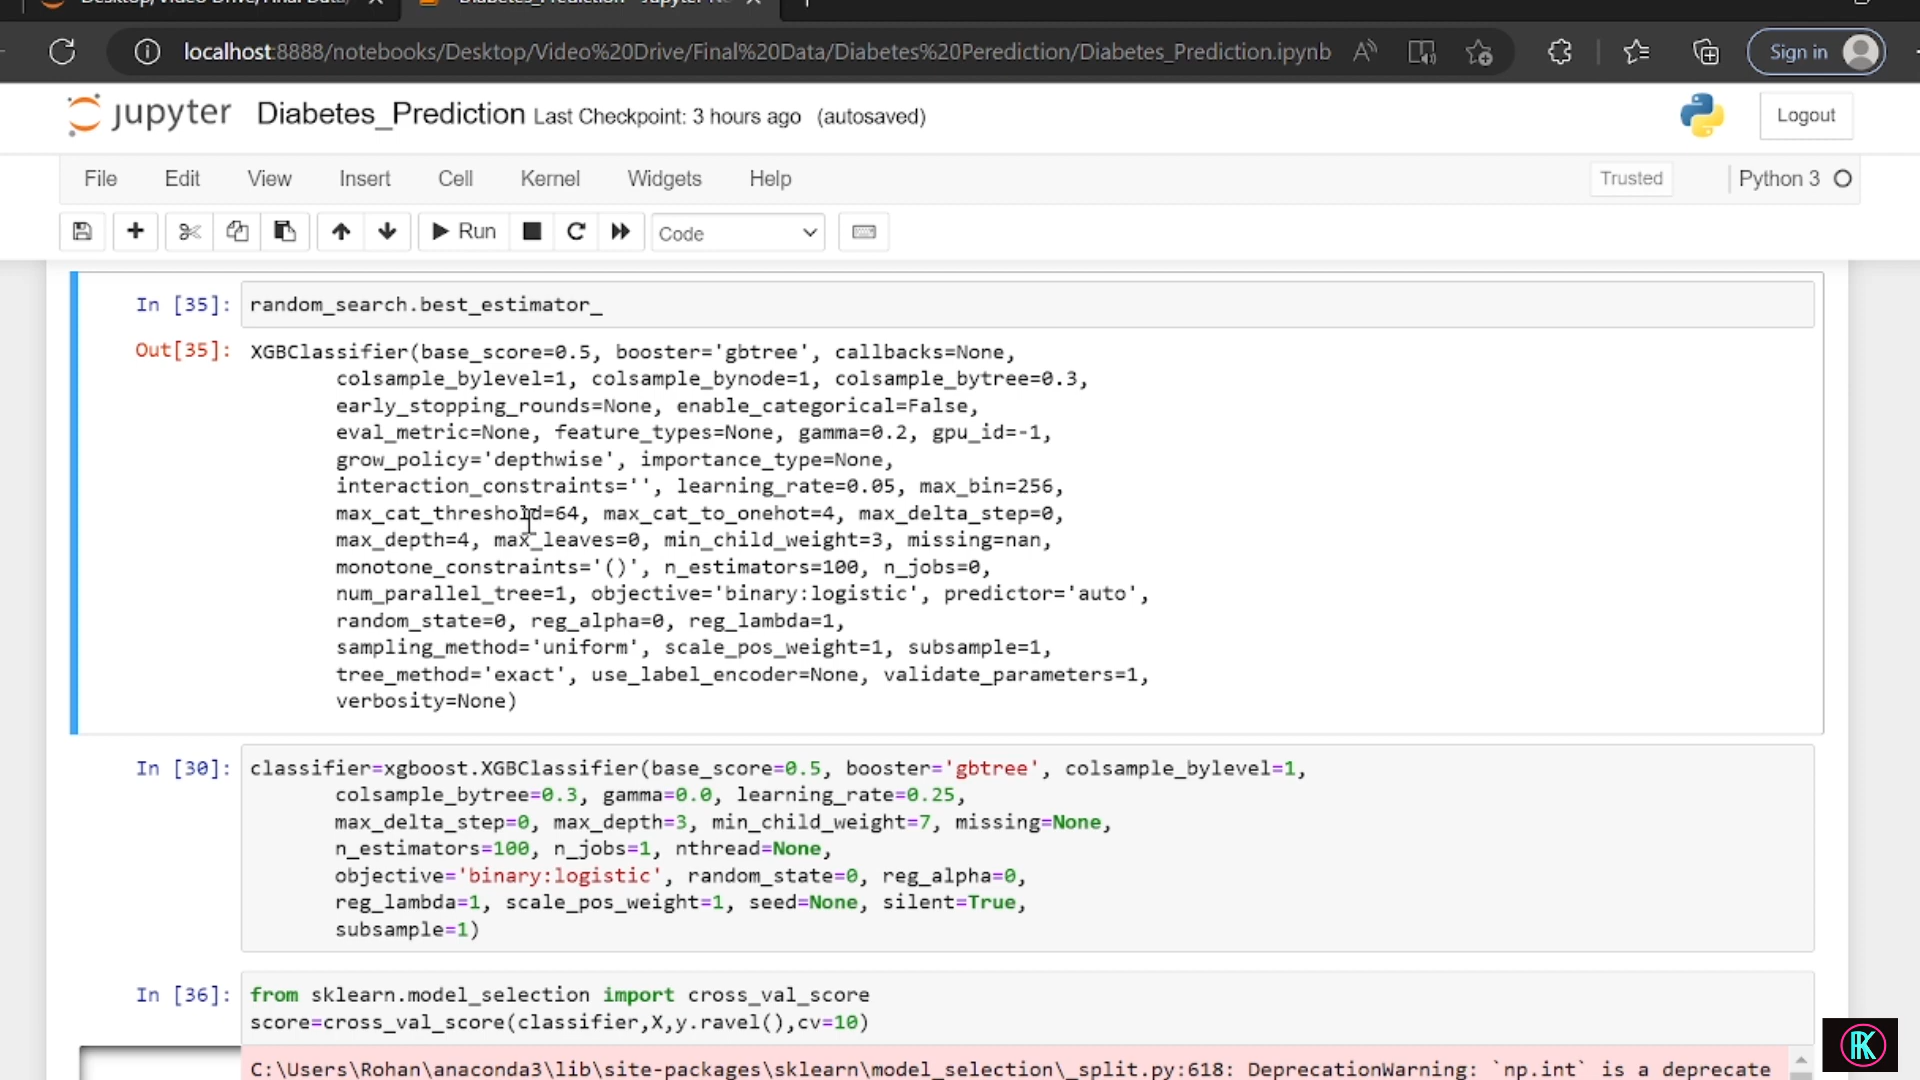 localhost:8888/notebooks/Desktop/Video%20Drive/Final%20Data/Diabetes%20Perediction/Diabetes_Prediction.ipynb
Sign in
jupyter Diabetes_Prediction Last Checkpoint: 3 hours ago (autosaved)
Logout
File Edit View Insert Cell Kernel Widgets Help
Trusted Python 3
Run Code
In [35]: random_search.best_estimator_
Out[35]: XGBClassifier(base_score=0.5, booster='gbtree', callbacks=None,
colsample_bylevel=1, colsample_bynode=1, colsample_bytree=0.3,
early_stopping_rounds=None, enable_categorical=False,
eval_metric=None, feature_types=None, gamma=0.2, gpu_id=-1,
grow_policy='depthwise', importance_type=None,
interaction_constraints='', learning_rate=0.05, max_bin=256,
max_cat_threshold=64, max_cat_to_onehot=4, max_delta_step=0,
max_depth=4, max_leaves=0, min_child_weight=3, missing=nan,
monotone_constraints='()', n_estimators=100, n_jobs=0,
num_parallel_tree=1, objective='binary:logistic', predictor='auto',
random_state=0, reg_alpha=0, reg_lambda=1,
sampling_method='uniform', scale_pos_weight=1, subsample=1,
tree_method='exact', use_label_encoder=None, validate_parameters=1,
verbosity=None)
In [30]: classifier=xgboost.XGBClassifier(base_score=0.5, booster='gbtree', colsample_bylevel=1,
colsample_bytree=0.3, gamma=0.0, learning_rate=0.25,
max_delta_step=0, max_depth=3, min_child_weight=7, missing=None,
n_estimators=100, n_jobs=1, nthread=None,
objective='binary:logistic', random_state=0, reg_alpha=0,
reg_lambda=1, scale_pos_weight=1, seed=None, silent=True,
subsample=1)
In [36]: from sklearn.model_selection import cross_val_score
score=cross_val_score(classifier,X,y.ravel(),cv=10)
C:\Users\Rohan\anaconda3\lib\site-packages\sklearn\model_selection\_split.py:618: DeprecationWarning: `np.int` is a deprecate